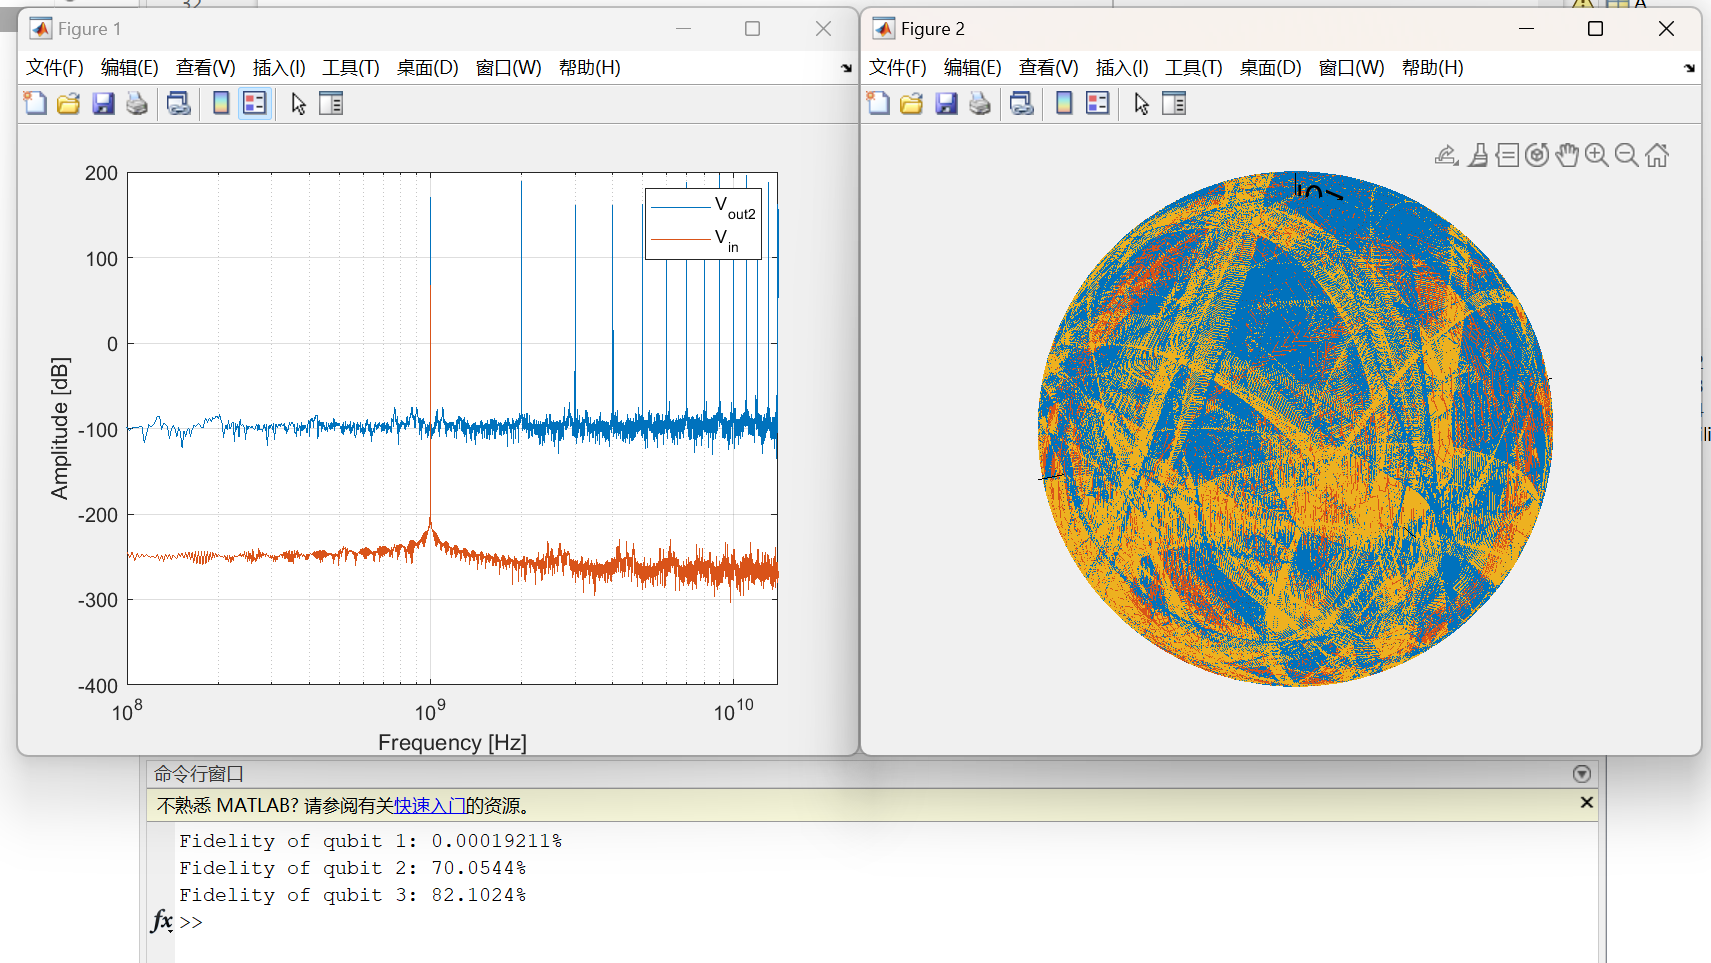 32
A
Figure 1
Figure 2
文件(F) 编辑(E) 查看(V) 插入(I) 工具(T) 桌面(D) 窗口(W) 帮助(H)
文件(F) 编辑(E) 查看(V) 插入(I) 工具(T) 桌面(D) 窗口(W) 帮助(H)
200
100
0
-100
-200
-300
-400
Amplitude [dB]
V_out2
V_in
10^8
10^9
10^10
Frequency [Hz]
命令行窗口
不熟悉 MATLAB? 请参阅有关快速入门的资源。
Fidelity of qubit 1: 0.00019211%
Fidelity of qubit 2: 70.0544%
Fidelity of qubit 3: 82.1024%
fx >>